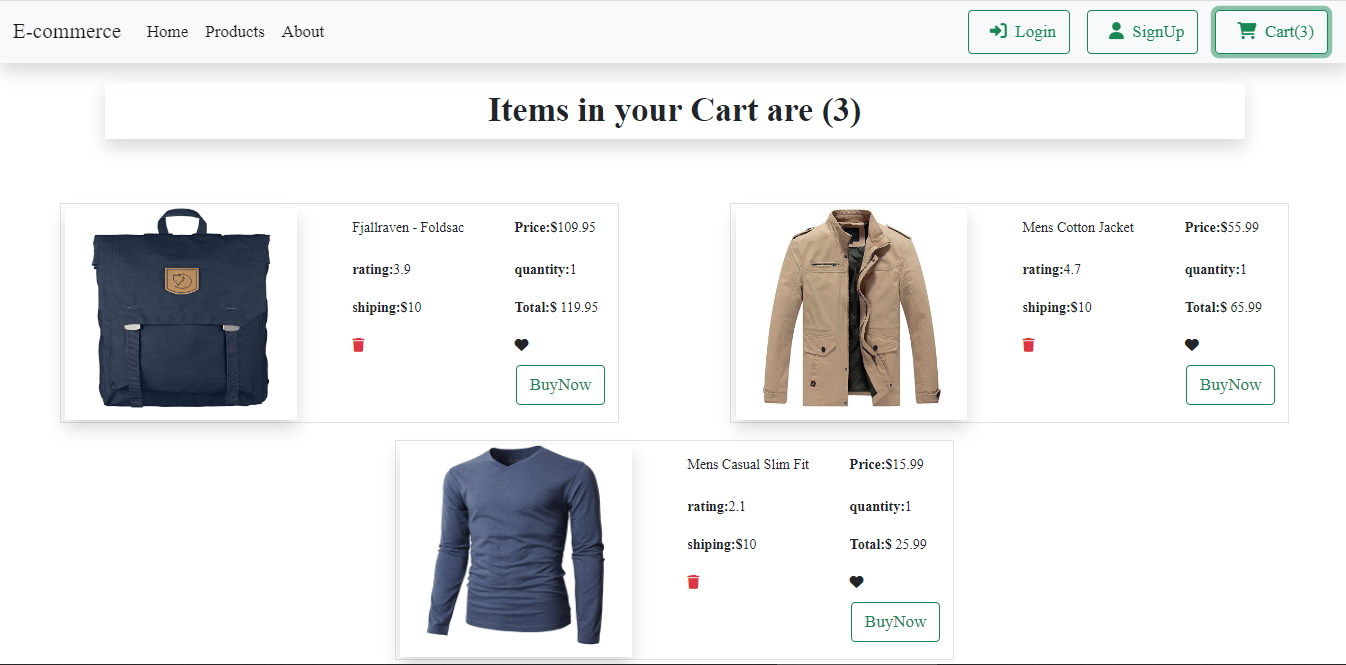 E-commerce Home Products About Login SignUp Cart(3)
Items in your Cart are (3)
Fjallraven - Foldsac Price:$109.95
rating:3.9 quantity:1
shiping:$10 Total:$ 119.95
BuyNow
Mens Cotton Jacket Price:$55.99
rating:4.7 quantity:1
shiping:$10 Total:$ 65.99
BuyNow
Mens Casual Slim Fit Price:$15.99
rating:2.1 quantity:1
shiping:$10 Total:$ 25.99
BuyNow